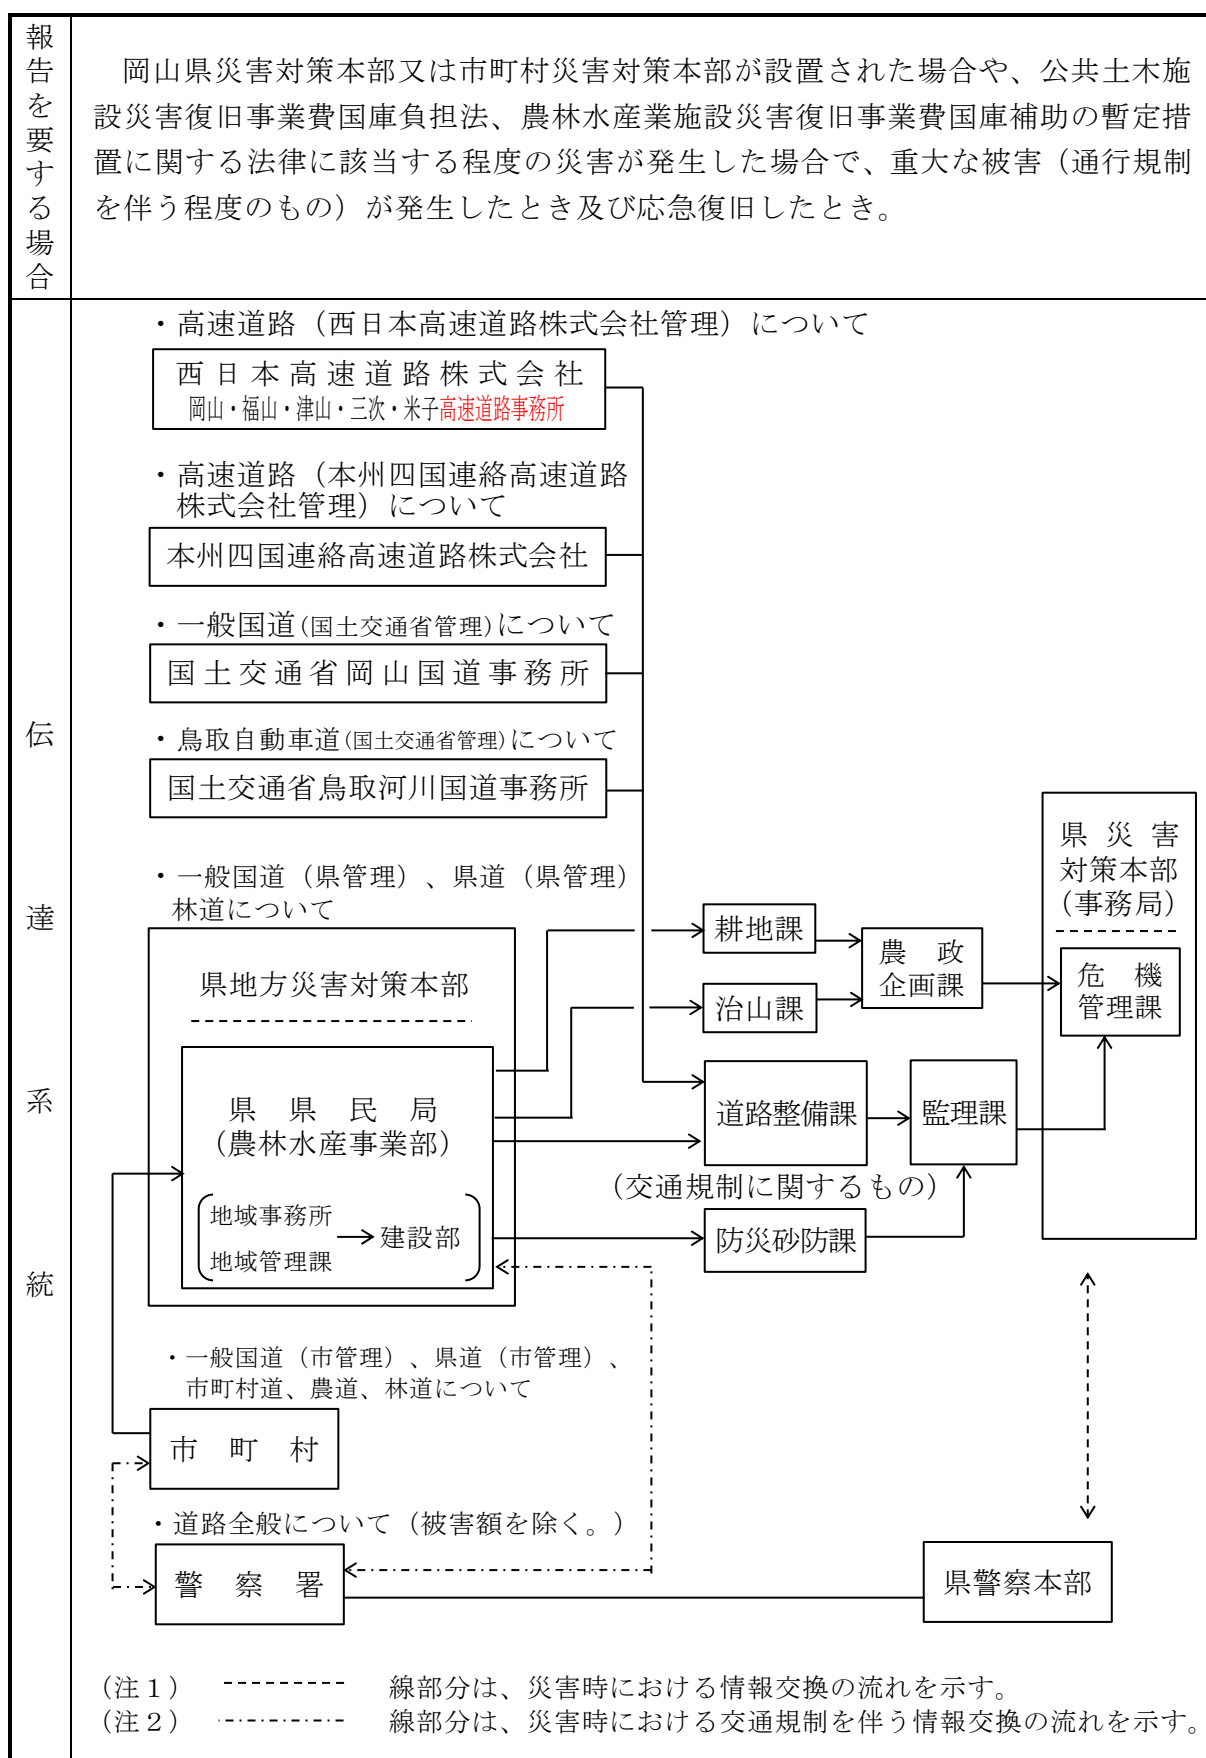 報告を要する場合
　岡山県災害対策本部又は市町村災害対策本部が設置された場合や、公共土木施
設災害復旧事業費国庫負担法、農林水産業施設災害復旧事業費国庫補助の暫定措
置に関する法律に該当する程度の災害が発生した場合で、重大な被害（通行規制
を伴う程度のもの）が発生したとき及び応急復旧したとき。
伝達系統
・高速道路（西日本高速道路株式会社管理）について
西日本高速道路株式会社
岡山・福山・津山・三次・米子高速道路事務所
・高速道路（本州四国連絡高速道路
株式会社管理）について
本州四国連絡高速道路株式会社
・一般国道(国土交通省管理)について
国土交通省岡山国道事務所
・鳥取自動車道(国土交通省管理)について
国土交通省鳥取河川国道事務所
・一般国道（県管理）、県道（県管理）
林道について
県地方災害対策本部
県県民局
（農林水産事業部）
地域事務所
地域管理課
建設部
耕地課
治山課
農政
企画課
道路整備課
監理課
（交通規制に関するもの）
防災砂防課
県災害
対策本部
（事務局）
危機
管理課
・一般国道（市管理）、県道（市管理）、
市町村道、農道、林道について
市町村
・道路全般について（被害額を除く。）
警察署
県警察本部
（注１）　線部分は、災害時における情報交換の流れを示す。
（注２）　線部分は、災害時における交通規制を伴う情報交換の流れを示す。